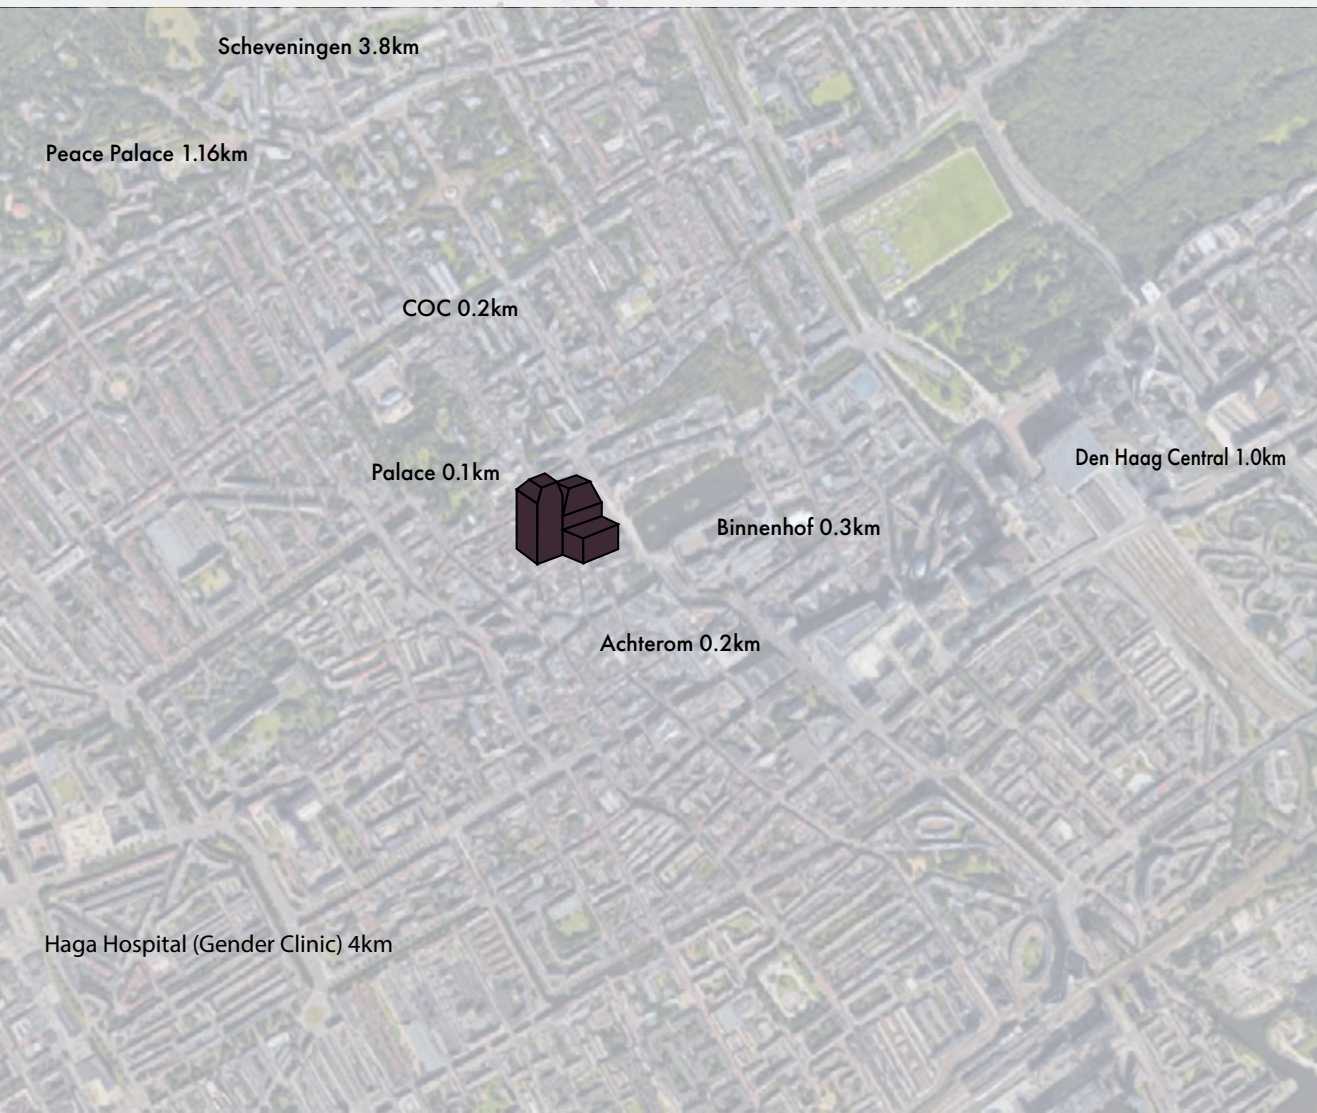 Scheveningen 3.8km
Peace Palace 1.16km
COC 0.2km
Den Haag Central 1.0km
Palace 0.1km
Binnenhof 0.3km
Achterom 0.2km
Haga Hospital (Gender Clinic) 4km